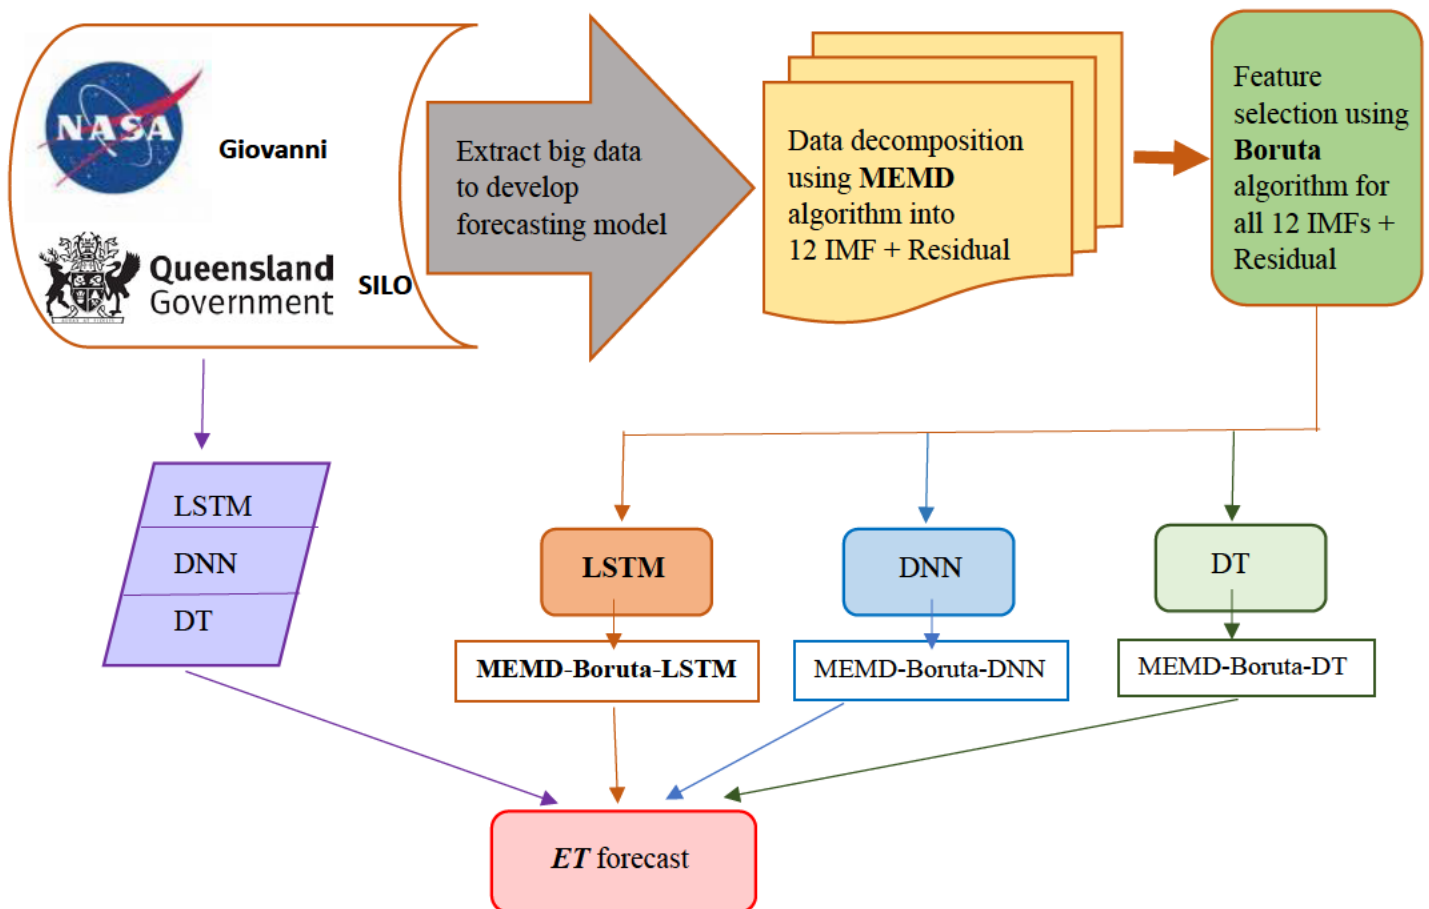 NASA
Giovanni
Queensland
Government
SILO
Extract big data
to develop
forecasting model
Data decomposition
using MEMD
algorithm into
12 IMF + Residual
Feature
selection using
Boruta
algorithm for
all 12 IMFs +
Residual
LSTM
DNN
DT
LSTM
DNN
DT
MEMD-Boruta-LSTM
MEMD-Boruta-DNN
MEMD-Boruta-DT
ET forecast